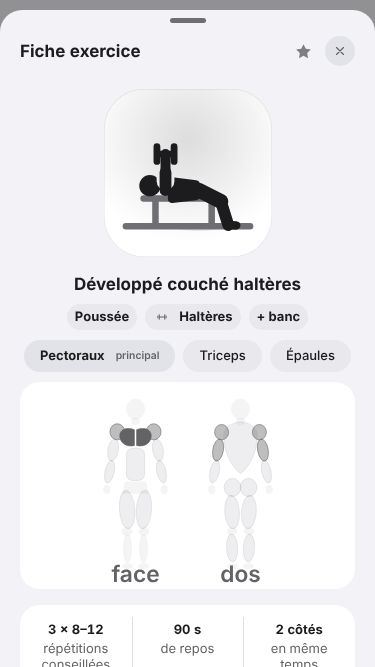 Fiche exercice
Développé couché haltères
Poussée
Haltères
+ banc
Pectoraux principal
Triceps
Épaules
face
dos
3 × 8–12
répétitions
conseillées
90 s
de repos
2 côtés
en même
temps